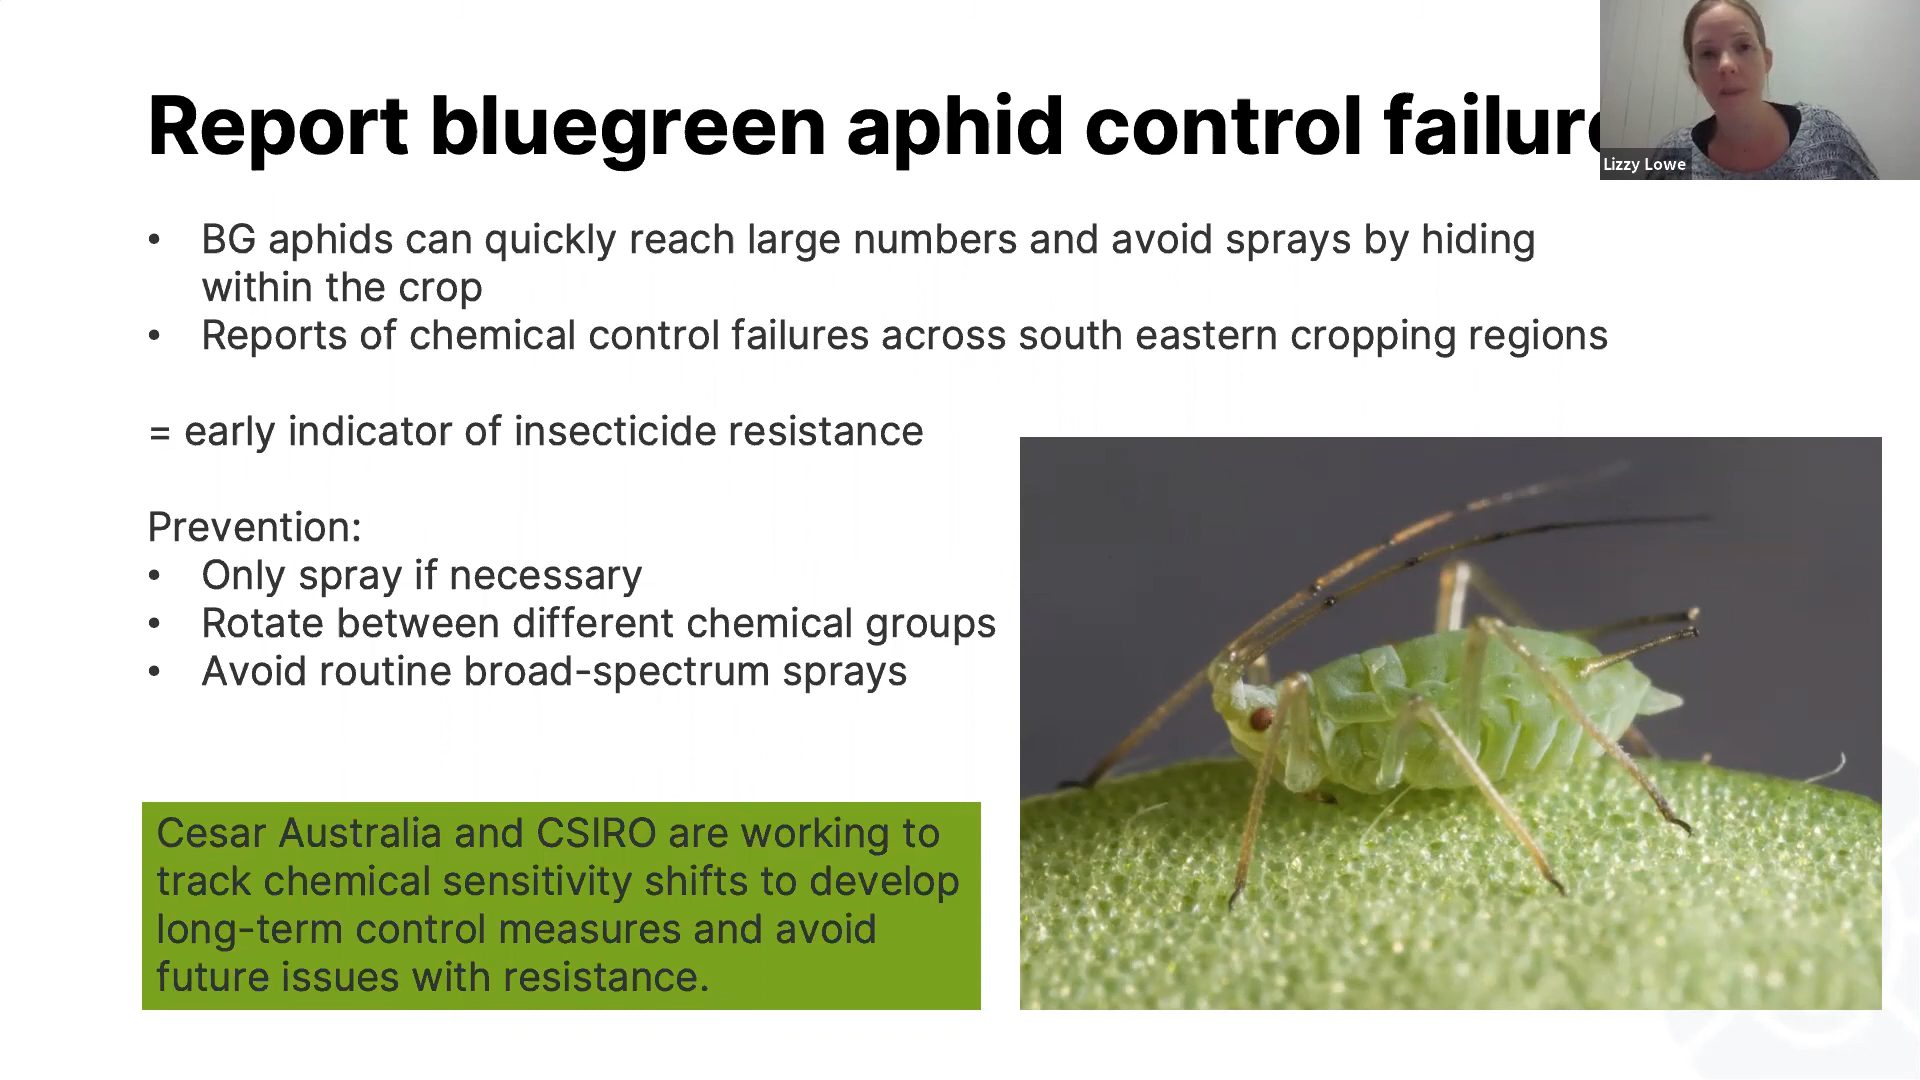 Report bluegreen aphid control failur
Lizzy Lowe
• BG aphids can quickly reach large numbers and avoid sprays by hiding
within the crop
• Reports of chemical control failures across south eastern cropping regions
= early indicator of insecticide resistance
Prevention:
• Only spray if necessary
• Rotate between different chemical groups
• Avoid routine broad-spectrum sprays
Cesar Australia and CSIRO are working to
track chemical sensitivity shifts to develop
long-term control measures and avoid
future issues with resistance.